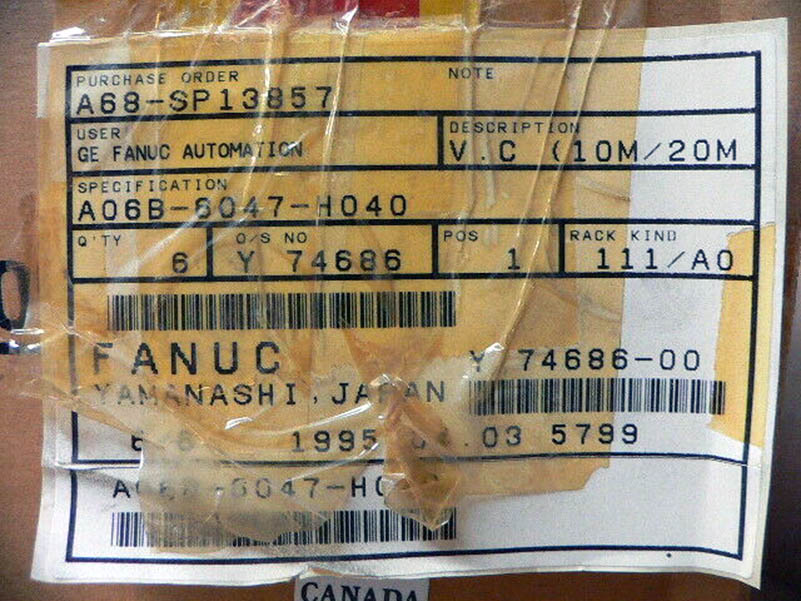 PURCHASE ORDER NOTE
A68-SP13857
USER DESCRIPTION
GE FANUC AUTOMATION V.C (10M/20M
SPECIFICATION
A06B-6047-H040
Q'TY O/S NO POS RACK KIND
6 Y 74686 1 111/A0
FANUC Y 74686-00
YAMANASHI, JAPAN
1995 .03 5799
CANADA